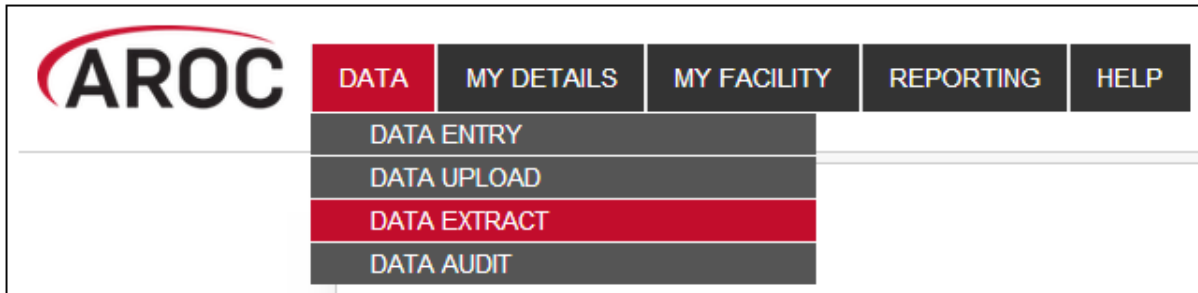 AROC DATA MY DETAILS MY FACILITY REPORTING HELP
DATA ENTRY
DATA UPLOAD
DATA EXTRACT
DATA AUDIT